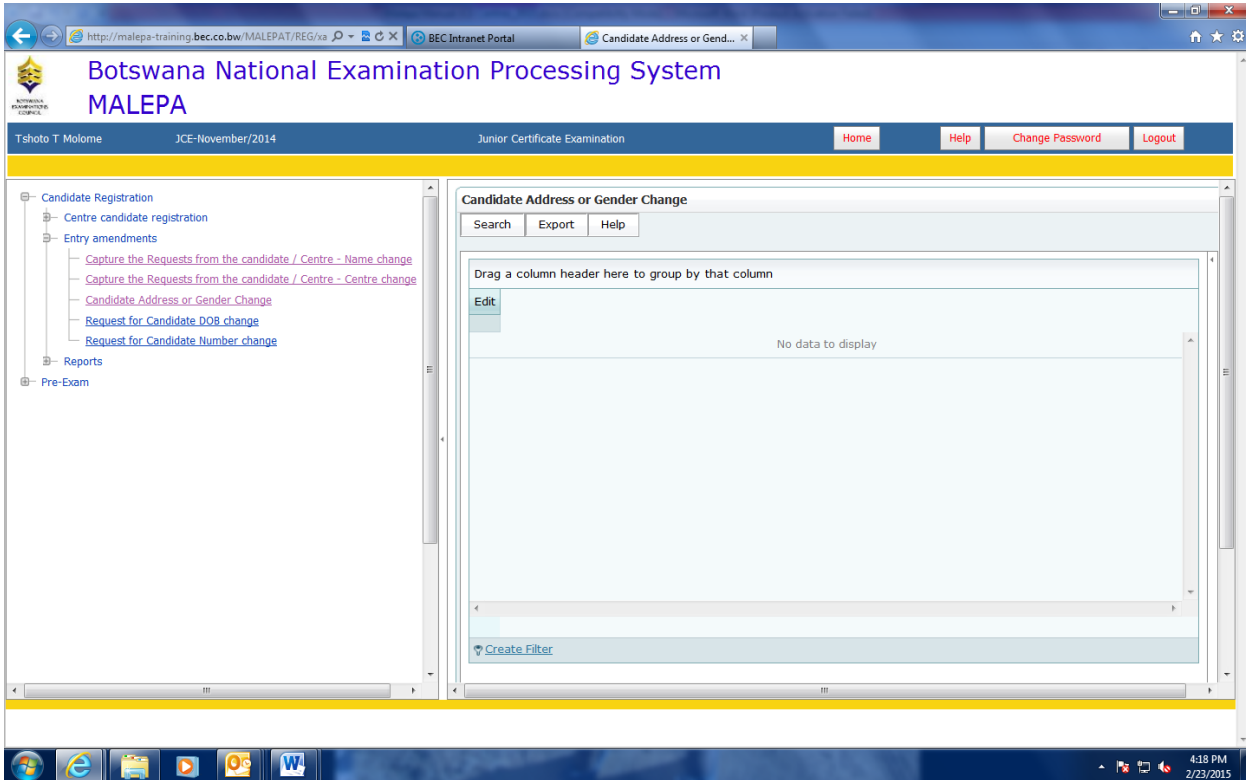 http://malepa-training.bec.co.bw/MALEPAT/REG/xa
BEC Intranet Portal
Candidate Address or Gend...
BOTSWANA
EXAMINATIONS
COUNCIL
Botswana National Examination Processing System
MALEPA
Tshoto T Molome
JCE-November/2014
Junior Certificate Examination
Home
Help
Change Password
Logout
Candidate Registration
Centre candidate registration
Entry amendments
Capture the Requests from the candidate / Centre - Name change
Capture the Requests from the candidate / Centre - Centre change
Candidate Address or Gender Change
Request for Candidate DOB change
Request for Candidate Number change
Reports
Pre-Exam
Candidate Address or Gender Change
Search
Export
Help
Drag a column header here to group by that column
Edit
No data to display
Create Filter
4:18 PM
2/23/2015